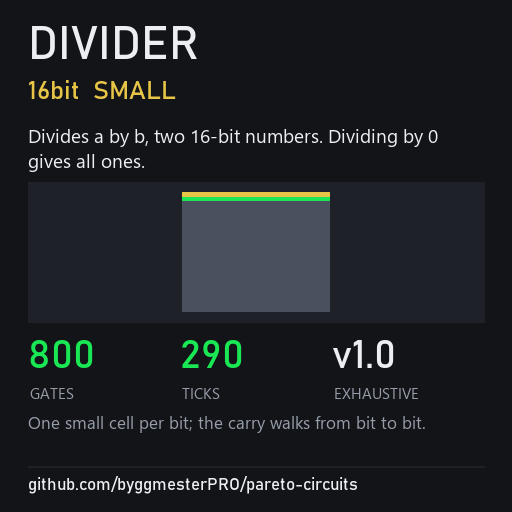 DIVIDER
16bit SMALL
Divides a by b, two 16-bit numbers. Dividing by 0
gives all ones.
800 290 v1.0
GATES TICKS EXHAUSTIVE
One small cell per bit; the carry walks from bit to bit.
github.com/byggmesterPRO/pareto-circuits